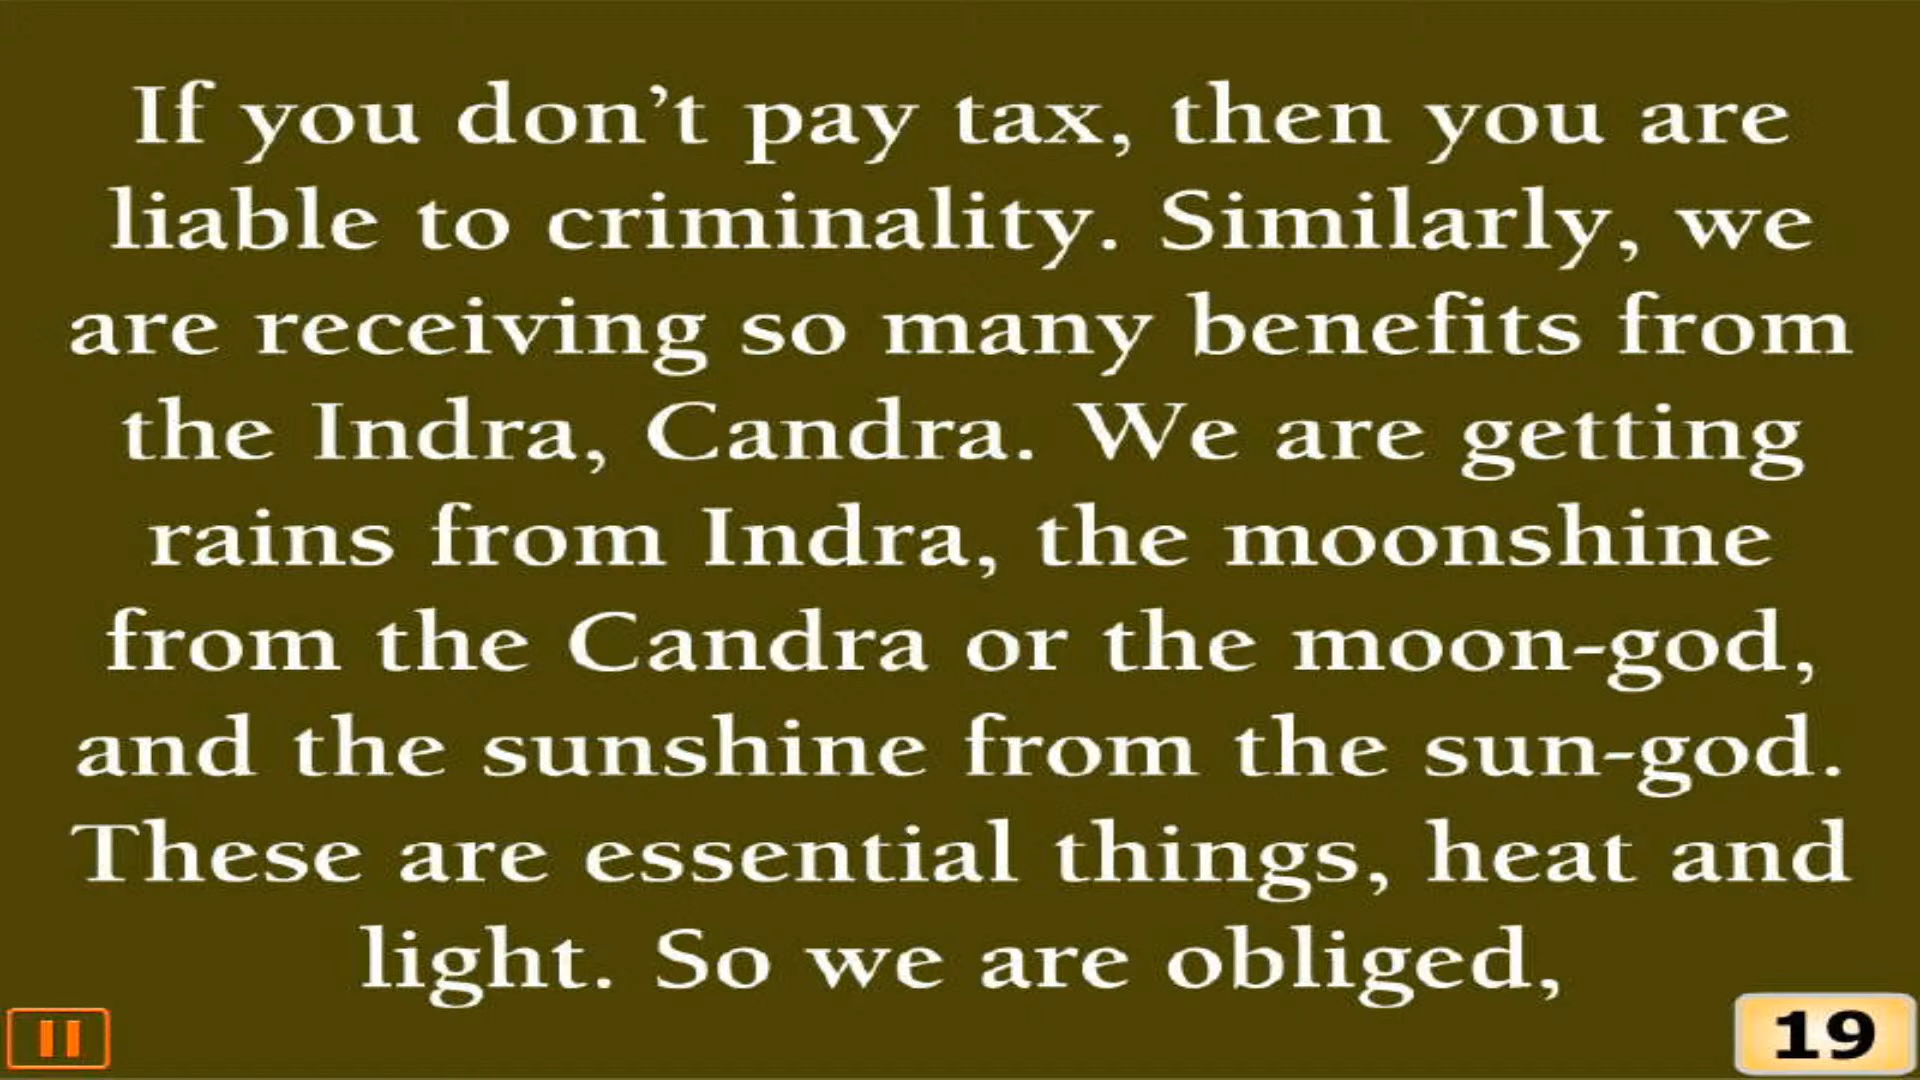 If you don’t pay tax, then you are
liable to criminality. Similarly, we
are receiving so many benefits from
the Indra, Candra. We are getting
rains from Indra, the moonshine
from the Candra or the moon-god,
and the sunshine from the sun-god.
These are essential things, heat and
light. So we are obliged,
19